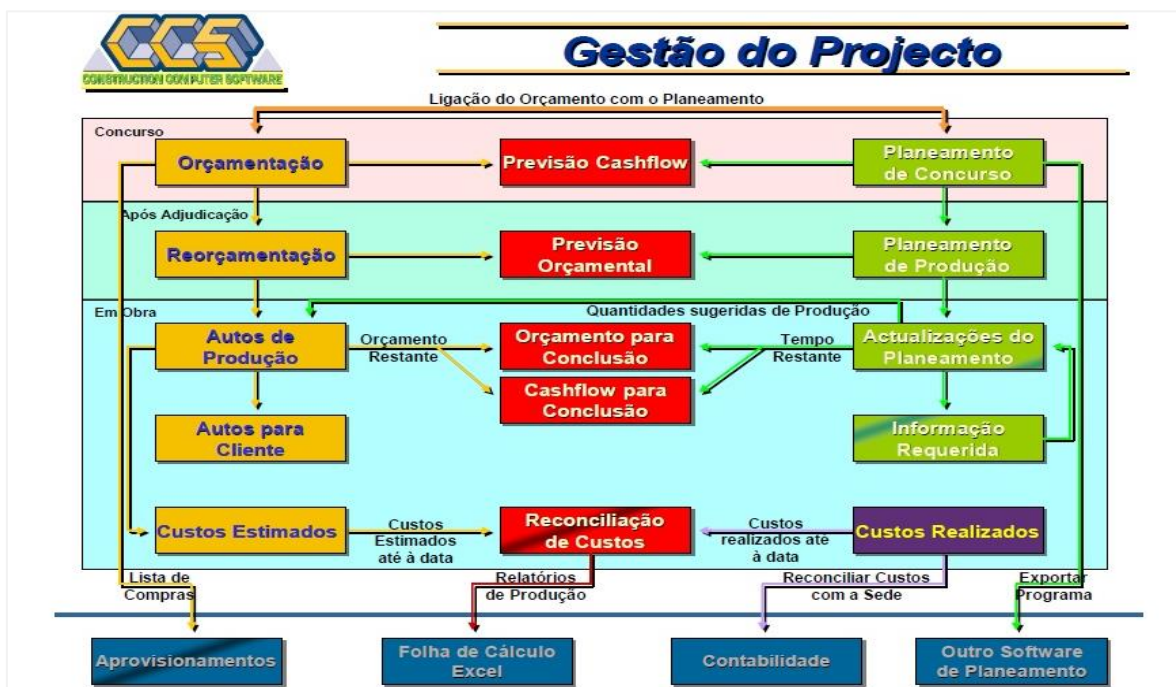 CCS
CONSTRUCTION COMPUTER SOFTWARE
Gestão do Projecto
Ligação do Orçamento com o Planeamento
Concurso
Orçamentação
Previsão Cashflow
Planeamento
de Concurso
Após Adjudicação
Reorçamentação
Previsão
Orçamental
Planeamento
de Produção
Em Obra
Quantidades sugeridas de Produção
Autos de
Produção
Orçamento
Restante
Orçamento para
Conclusão
Tempo
Restante
Actualizações do
Planeamento
Cashflow para
Conclusão
Autos para
Cliente
Informação
Requerida
Custos Estimados
Custos
Estimados
até à data
Reconciliação
de Custos
Custos
realizados até
à data
Custos Realizados
Lista de
Compras
Relatórios
de Produção
Reconciliar Custos
com a Sede
Exportar
Programa
Aprovisionamentos
Folha de Cálculo
Excel
Contabilidade
Outro Software
de Planeamento